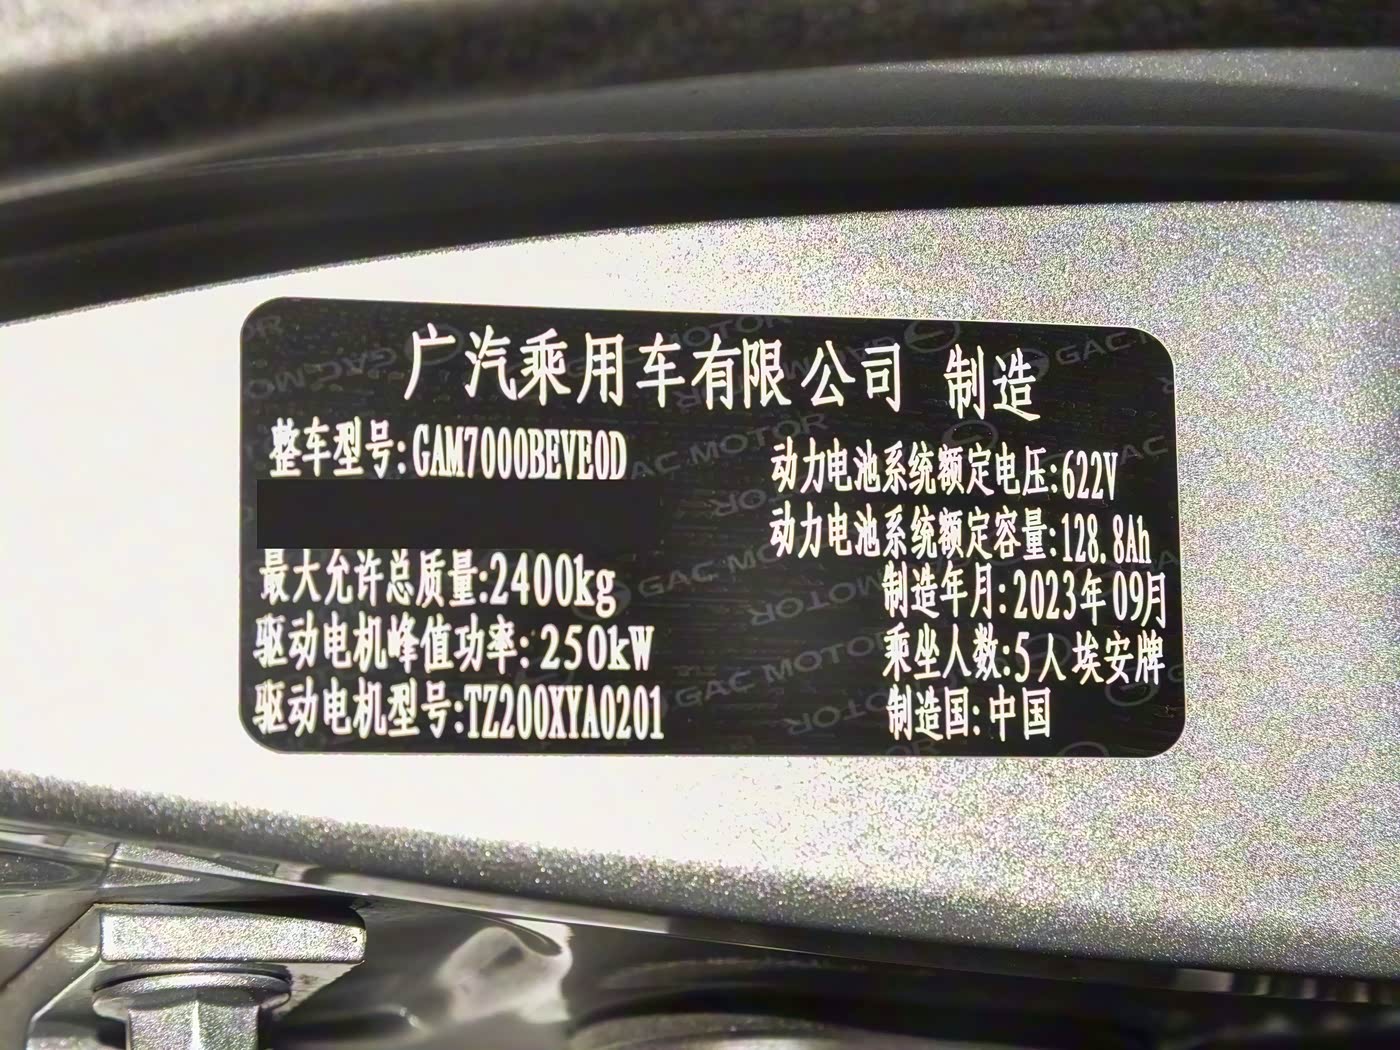 广汽乘用车有限公司 制造
整车型号:GAM7000BEVE0D
最大允许总质量:2400kg
驱动电机峰值功率:250kW
驱动电机型号:TZ200XYA0201
动力电池系统额定电压:622V
动力电池系统额定容量:128.8Ah
制造年月:2023年09月
乘坐人数:5人 埃安牌
制造国:中国
GAC MOTOR